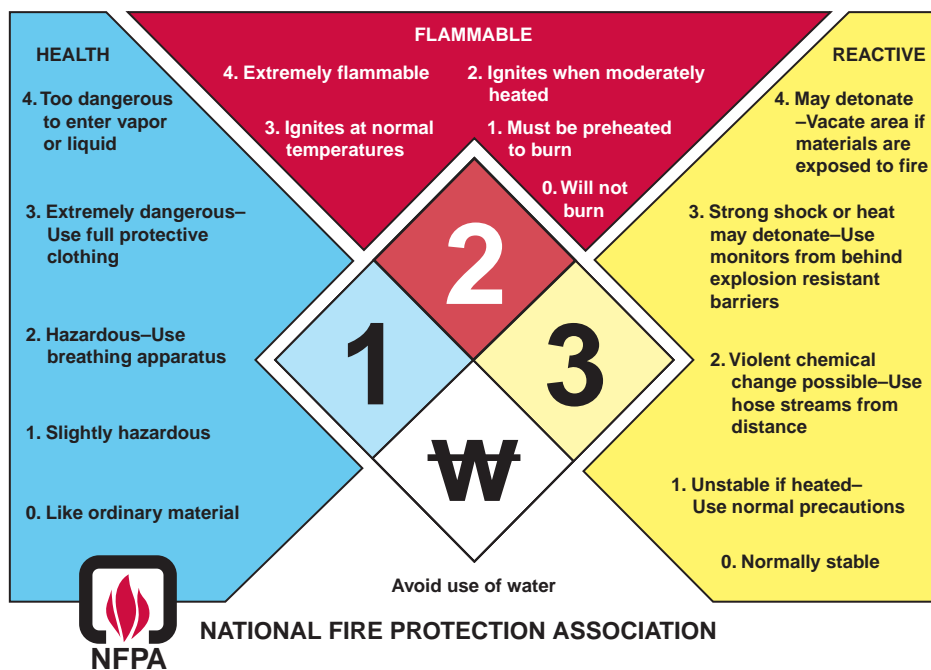 HEALTH
4. Too dangerous
to enter vapor
or liquid
3. Extremely dangerous–
Use full protective
clothing
2. Hazardous–Use
breathing apparatus
1. Slightly hazardous
0. Like ordinary material
FLAMMABLE
4. Extremely flammable
3. Ignites at normal
temperatures
2. Ignites when moderately
heated
1. Must be preheated
to burn
0. Will not
burn
REACTIVE
4. May detonate
–Vacate area if
materials are
exposed to fire
3. Strong shock or heat
may detonate–Use
monitors from behind
explosion resistant
barriers
2. Violent chemical
change possible–Use
hose streams from
distance
1. Unstable if heated–
Use normal precautions
0. Normally stable
2
1
3
W
Avoid use of water
NATIONAL FIRE PROTECTION ASSOCIATION
NFPA